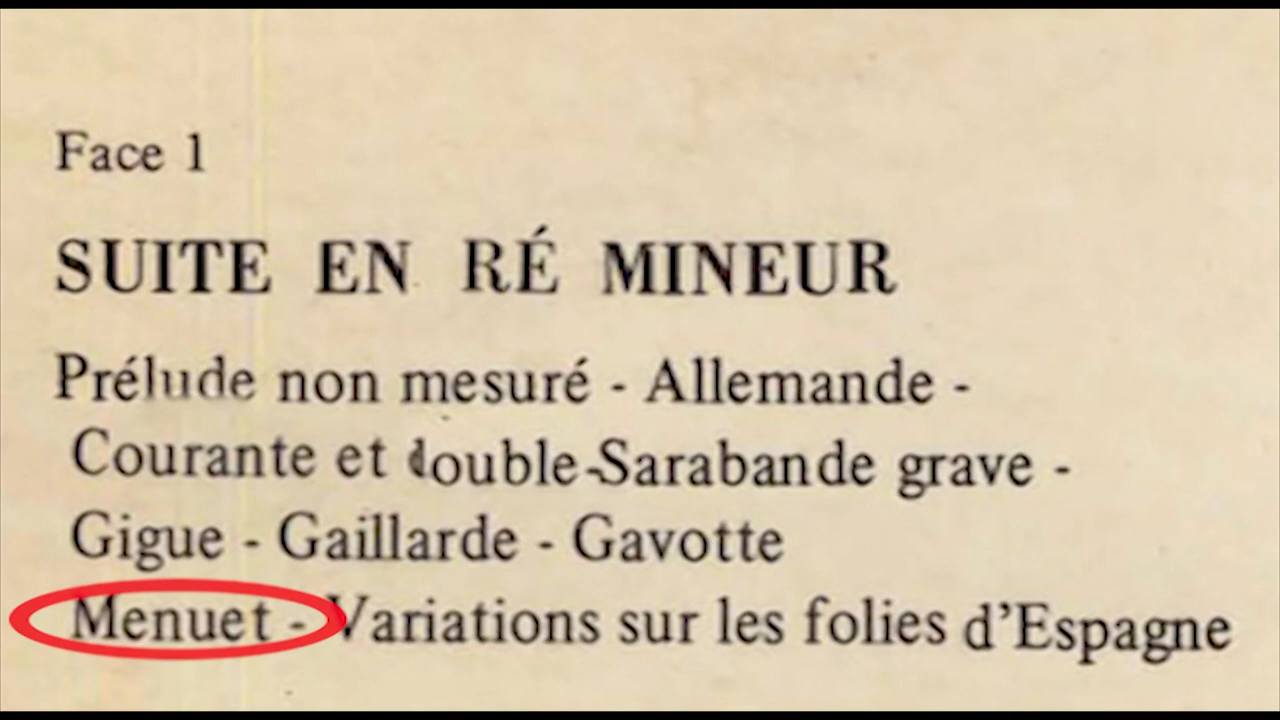 Face 1
SUITE EN RÉ MINEUR
Prélude non mesuré - Allemande -
Courante et double-Sarabande grave -
Gigue - Gaillarde - Gavotte
Menuet - Variations sur les folies d'Espagne